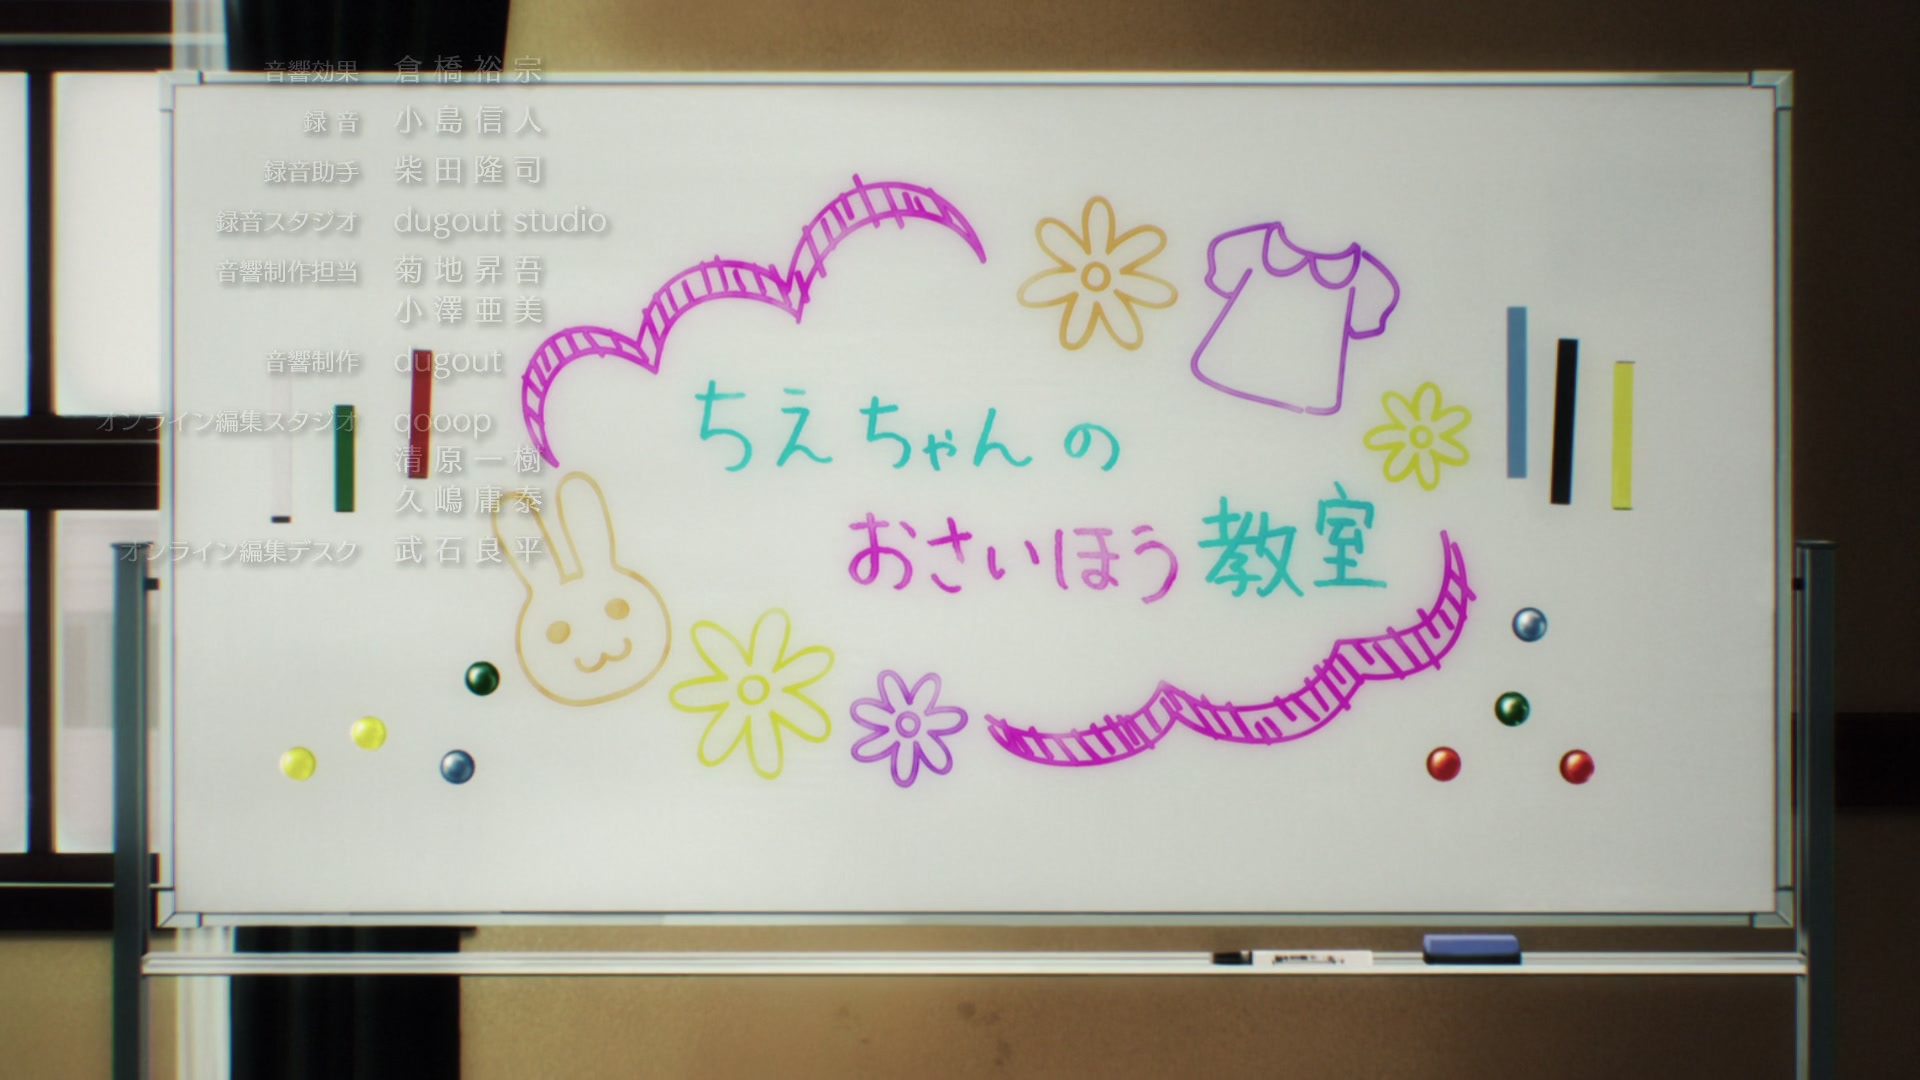 音響効果 倉橋裕宗
録音 小島信人
録音助手 柴田隆司
録音スタジオ dugout studio
音響制作担当 菊地昇吾
小澤亜美
音響制作 dugout
オンライン編集スタジオ qooop
清原一樹
久嶋庸泰
オンライン編集デスク 武石良平
ちえちゃんの
おさいほう教室